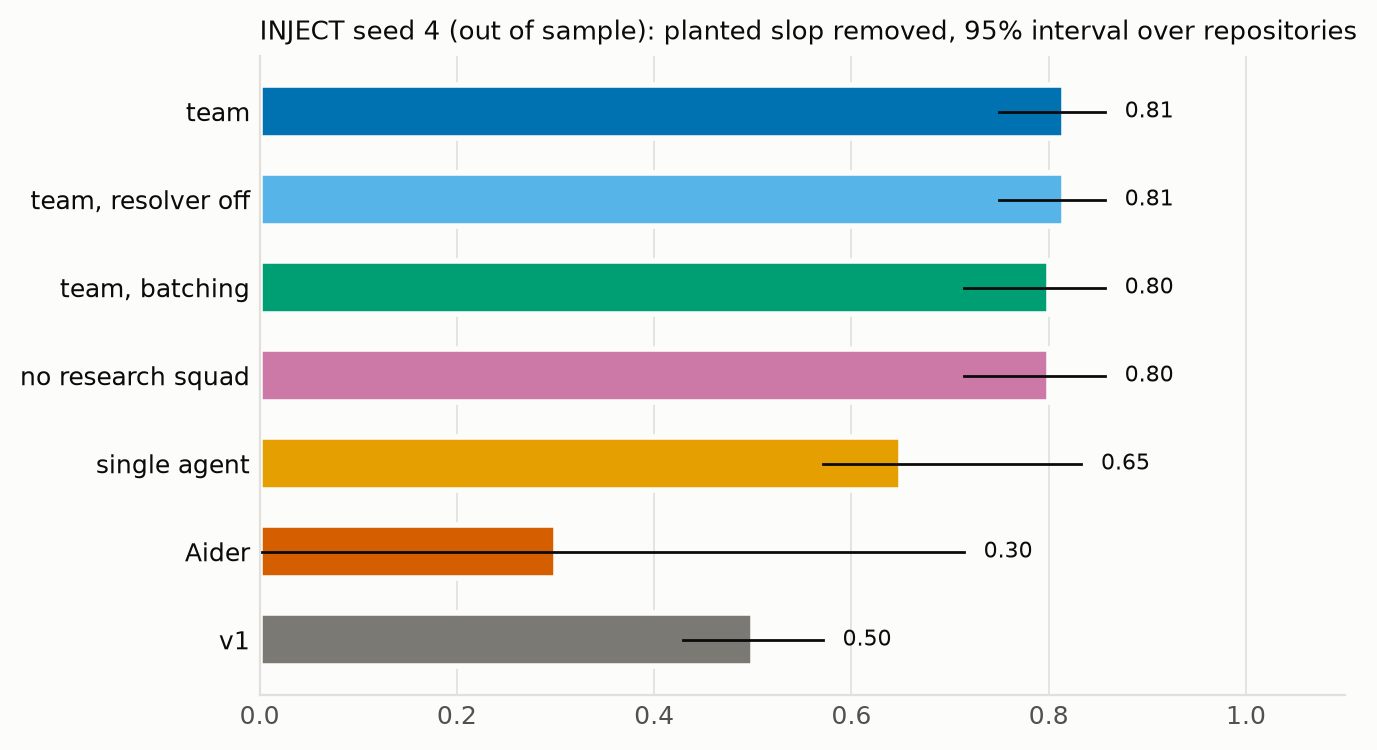 INJECT seed 4 (out of sample): planted slop removed, 95% interval over repositories
team 0.81
team, resolver off 0.81
team, batching 0.80
no research squad 0.80
single agent 0.65
Aider 0.30
v1 0.50
0.0 0.2 0.4 0.6 0.8 1.0